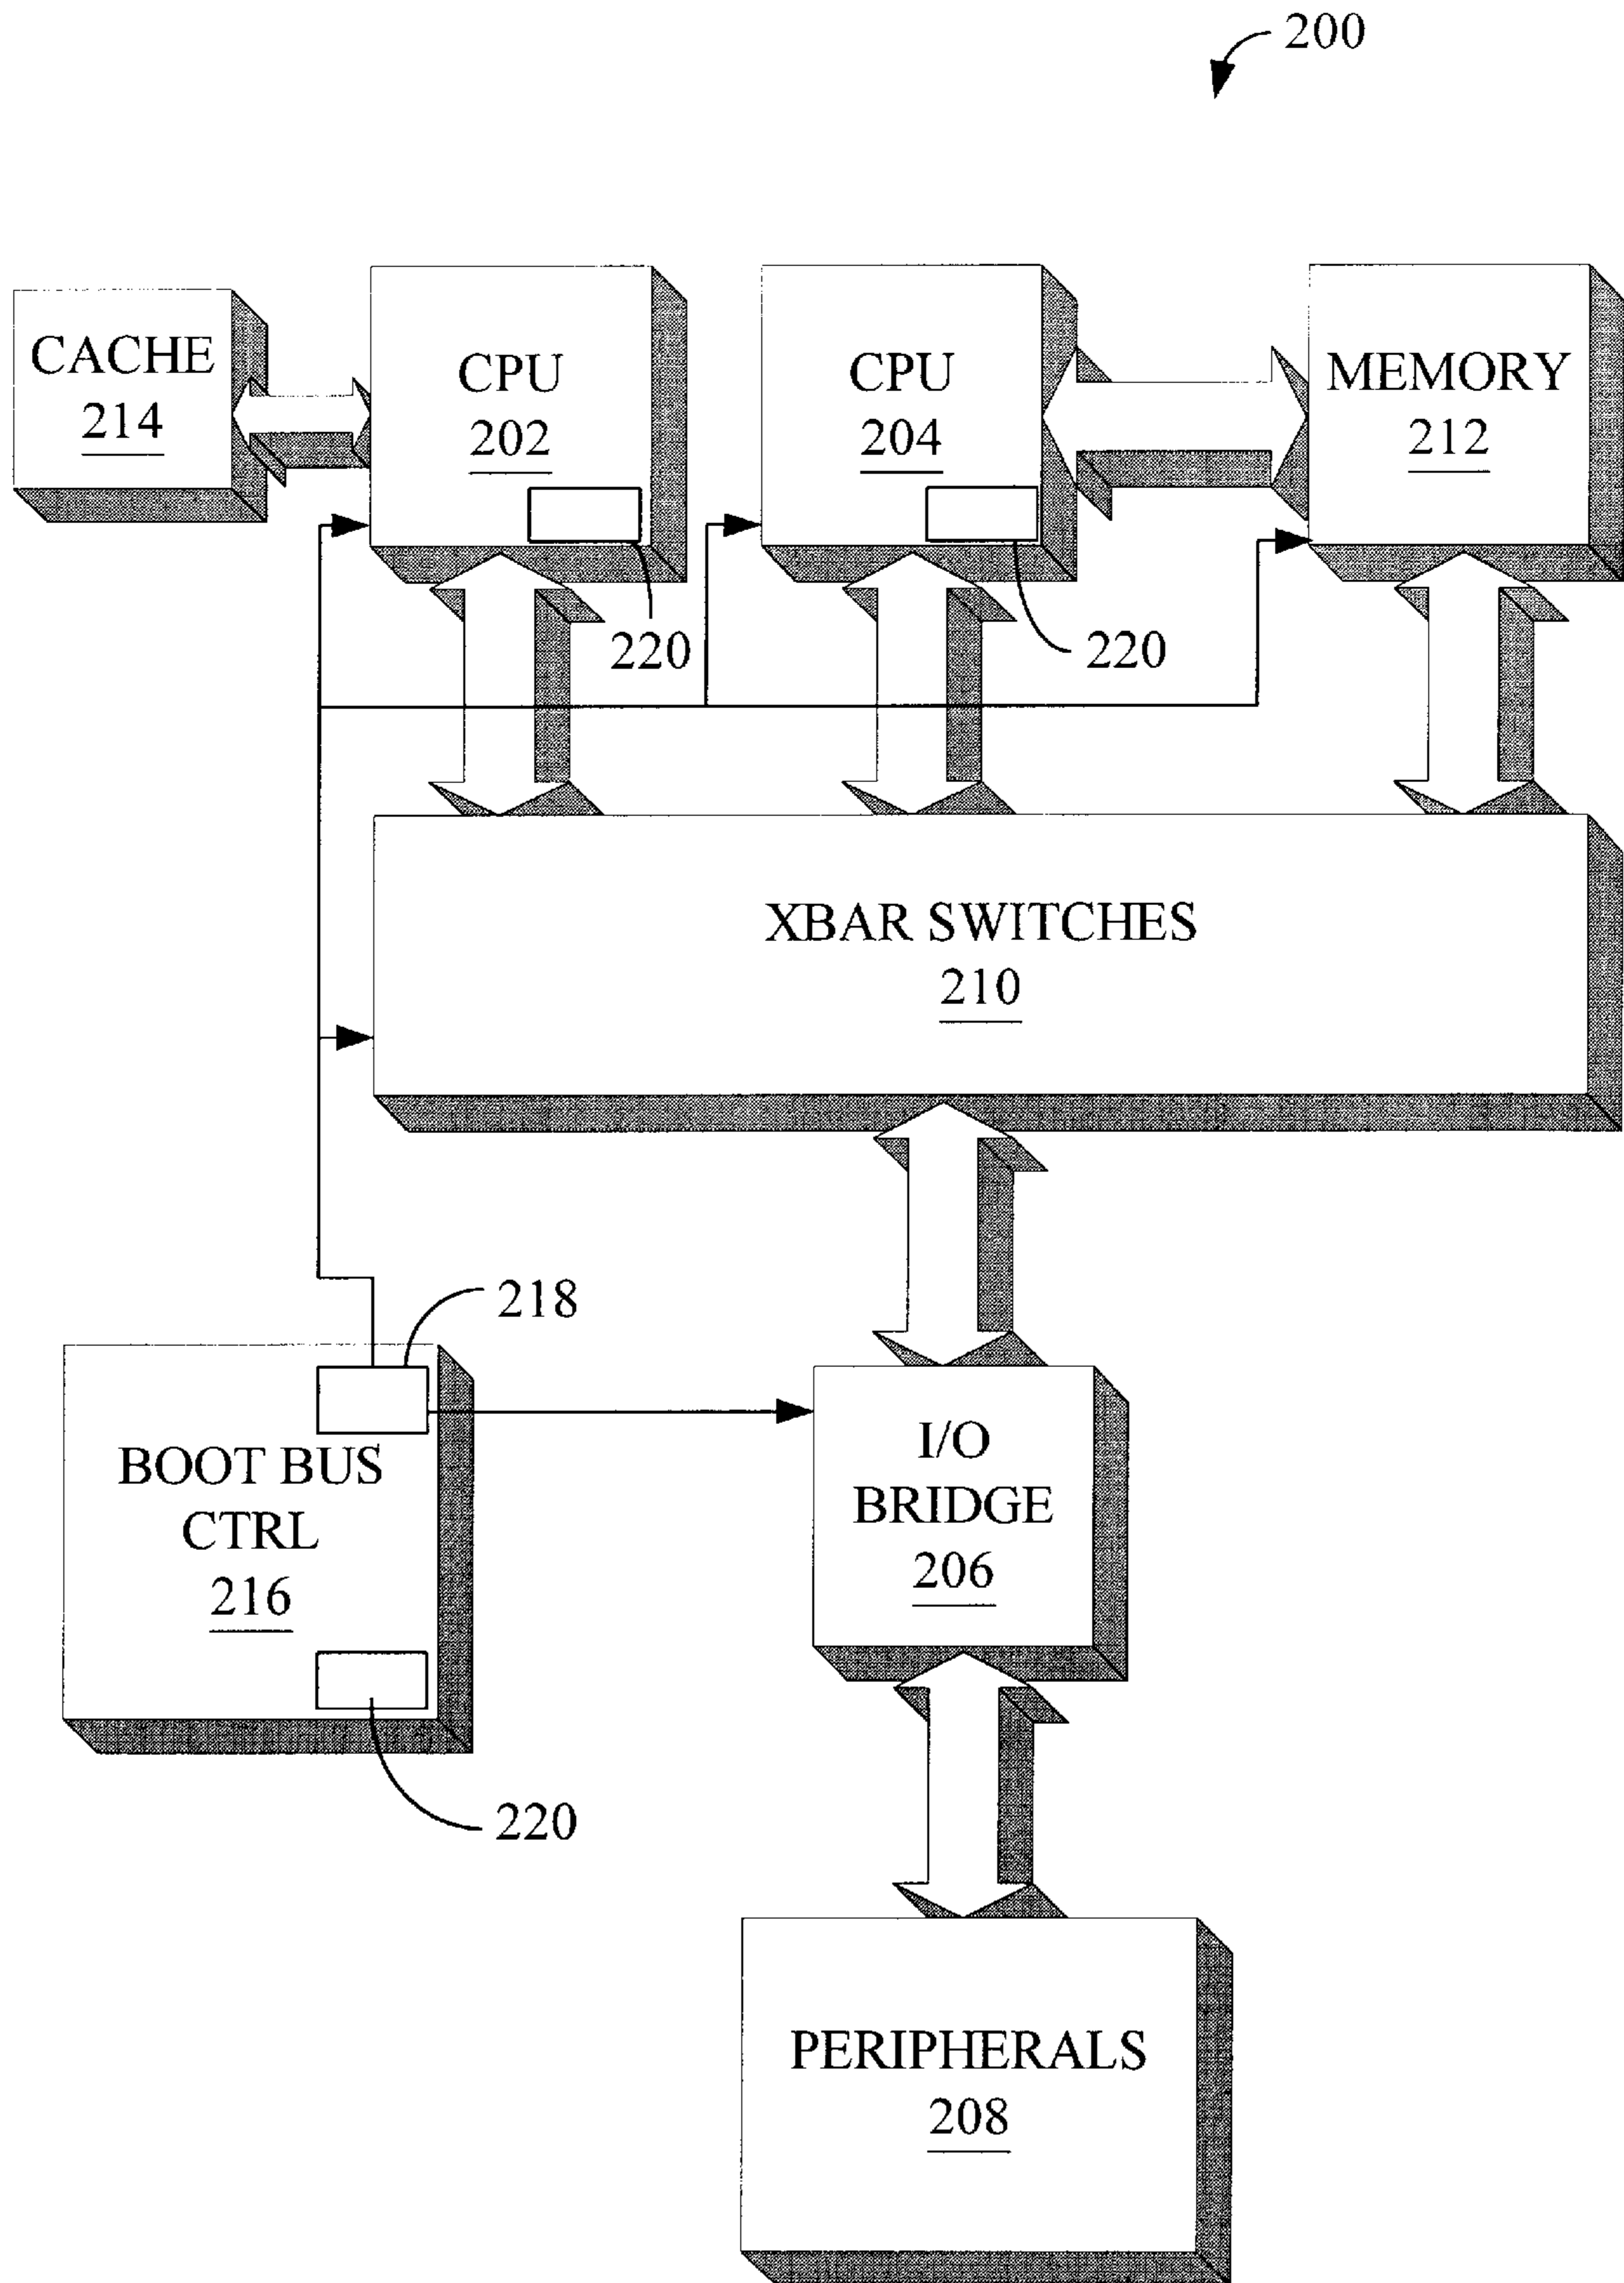 200
CACHE
214
CPU
202
CPU
204
MEMORY
212
220
220
XBAR SWITCHES
210
218
BOOT BUS
CTRL
216
I/O
BRIDGE
206
220
PERIPHERALS
208